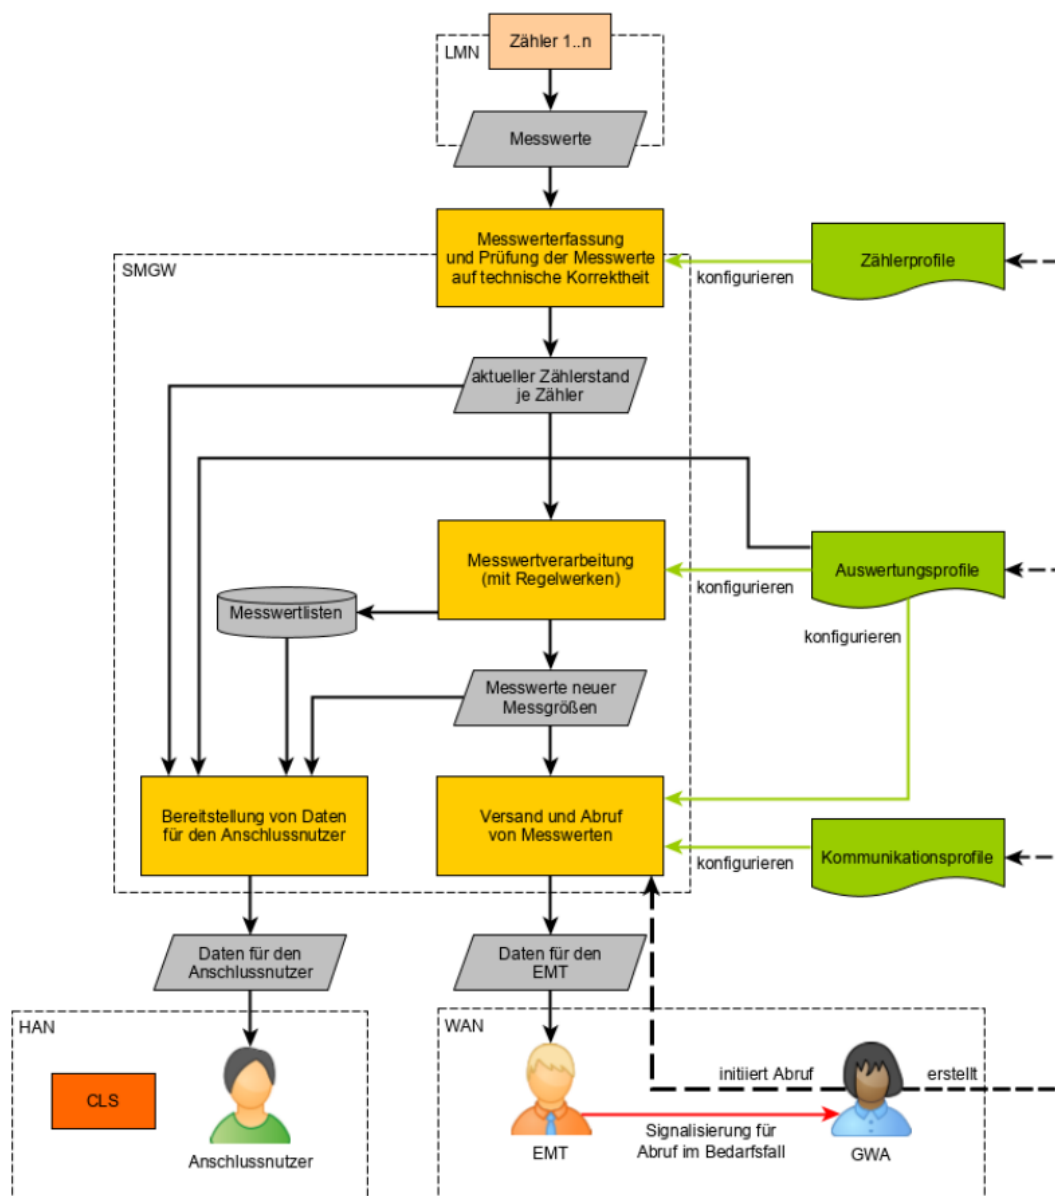 Zähler 1..n
LMN
Messwerte
SMGW
Messwerterfassung
und Prüfung der Messwerte
auf technische Korrektheit
konfigurieren
Zählerprofile
aktueller Zählerstand
je Zähler
Messwertverarbeitung
(mit Regelwerken)
konfigurieren
Auswertungsprofile
konfigurieren
Messwertlisten
Messwerte neuer
Messgrößen
Bereitstellung von Daten
für den Anschlussnutzer
Versand und Abruf
von Messwerten
konfigurieren
Kommunikationsprofile
Daten für den
Anschlussnutzer
Daten für den
EMT
HAN
CLS
Anschlussnutzer
WAN
initiiert Abruf
erstellt
EMT
Signalisierung für
Abruf im Bedarfsfall
GWA